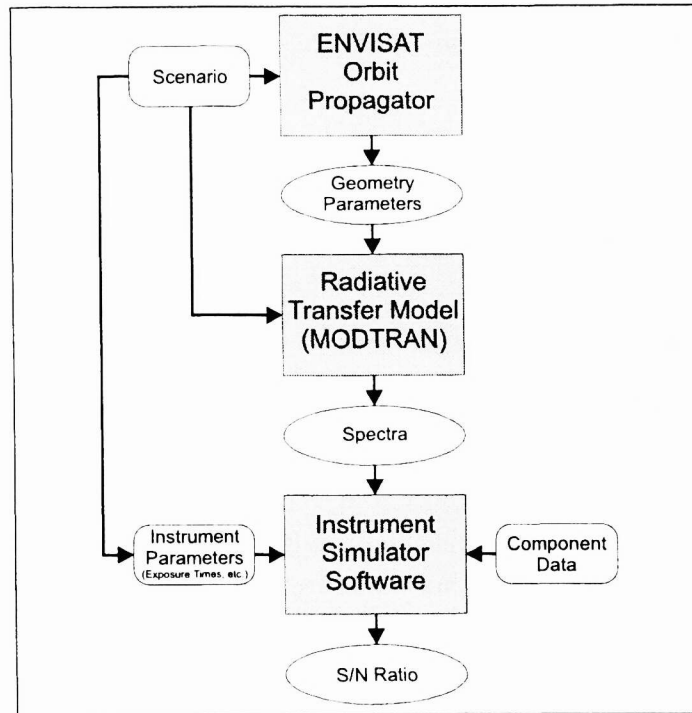 ENVISAT
Orbit
Propagator
Scenario
Geometry
Parameters
Radiative
Transfer Model
(MODTRAN)
Spectra
Instrument
Parameters
(Exposure Times, etc.)
Instrument
Simulator
Software
Component
Data
S/N Ratio